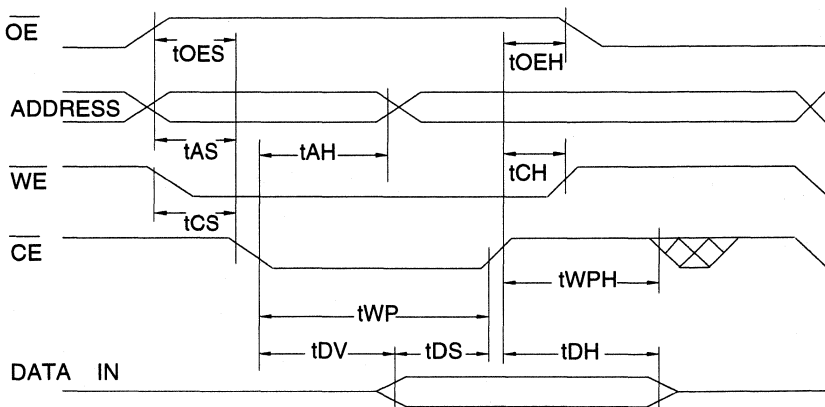 OE
tOES
tOEH
ADDRESS
tAS
tAH
tCH
WE
tCS
CE
tWPH
tWP
tDV
tDS
tDH
DATA IN